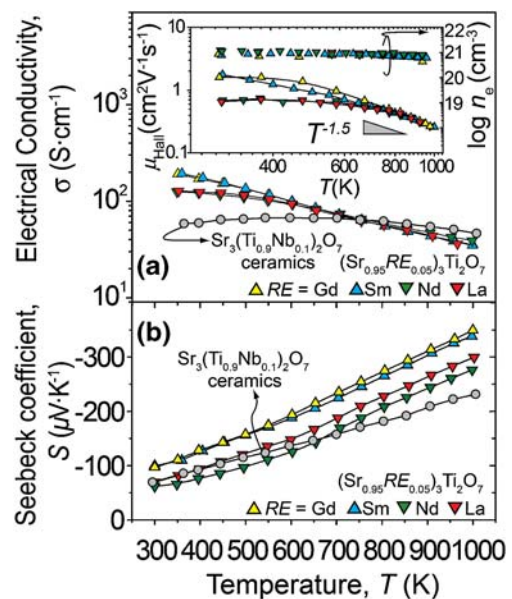 (a)
μHall(cm²V⁻¹s⁻¹)
10
1
0.1
22
21
20
19
log nₑ(cm⁻³)
T⁻¹·⁵
400 600 800 1000
T(K)
Electrical Conductivity,
σ (S·cm⁻¹)
10³
10²
10¹
Sr₃(Ti₀.₉Nb₀.₁)₂O₇
ceramics
(Sr₀.₉₅RE₀.₀₅)₃Ti₂O₇
(a)
RE = Gd Sm Nd La
(b)
Seebeck coefficient,
S (μV·K⁻¹)
-300
-200
-100
-0
Sr₃(Ti₀.₉Nb₀.₁)₂O₇
ceramics
(Sr₀.₉₅RE₀.₀₅)₃Ti₂O₇
RE = Gd Sm Nd La
300 400 500 600 700 800 900 1000
Temperature, T (K)